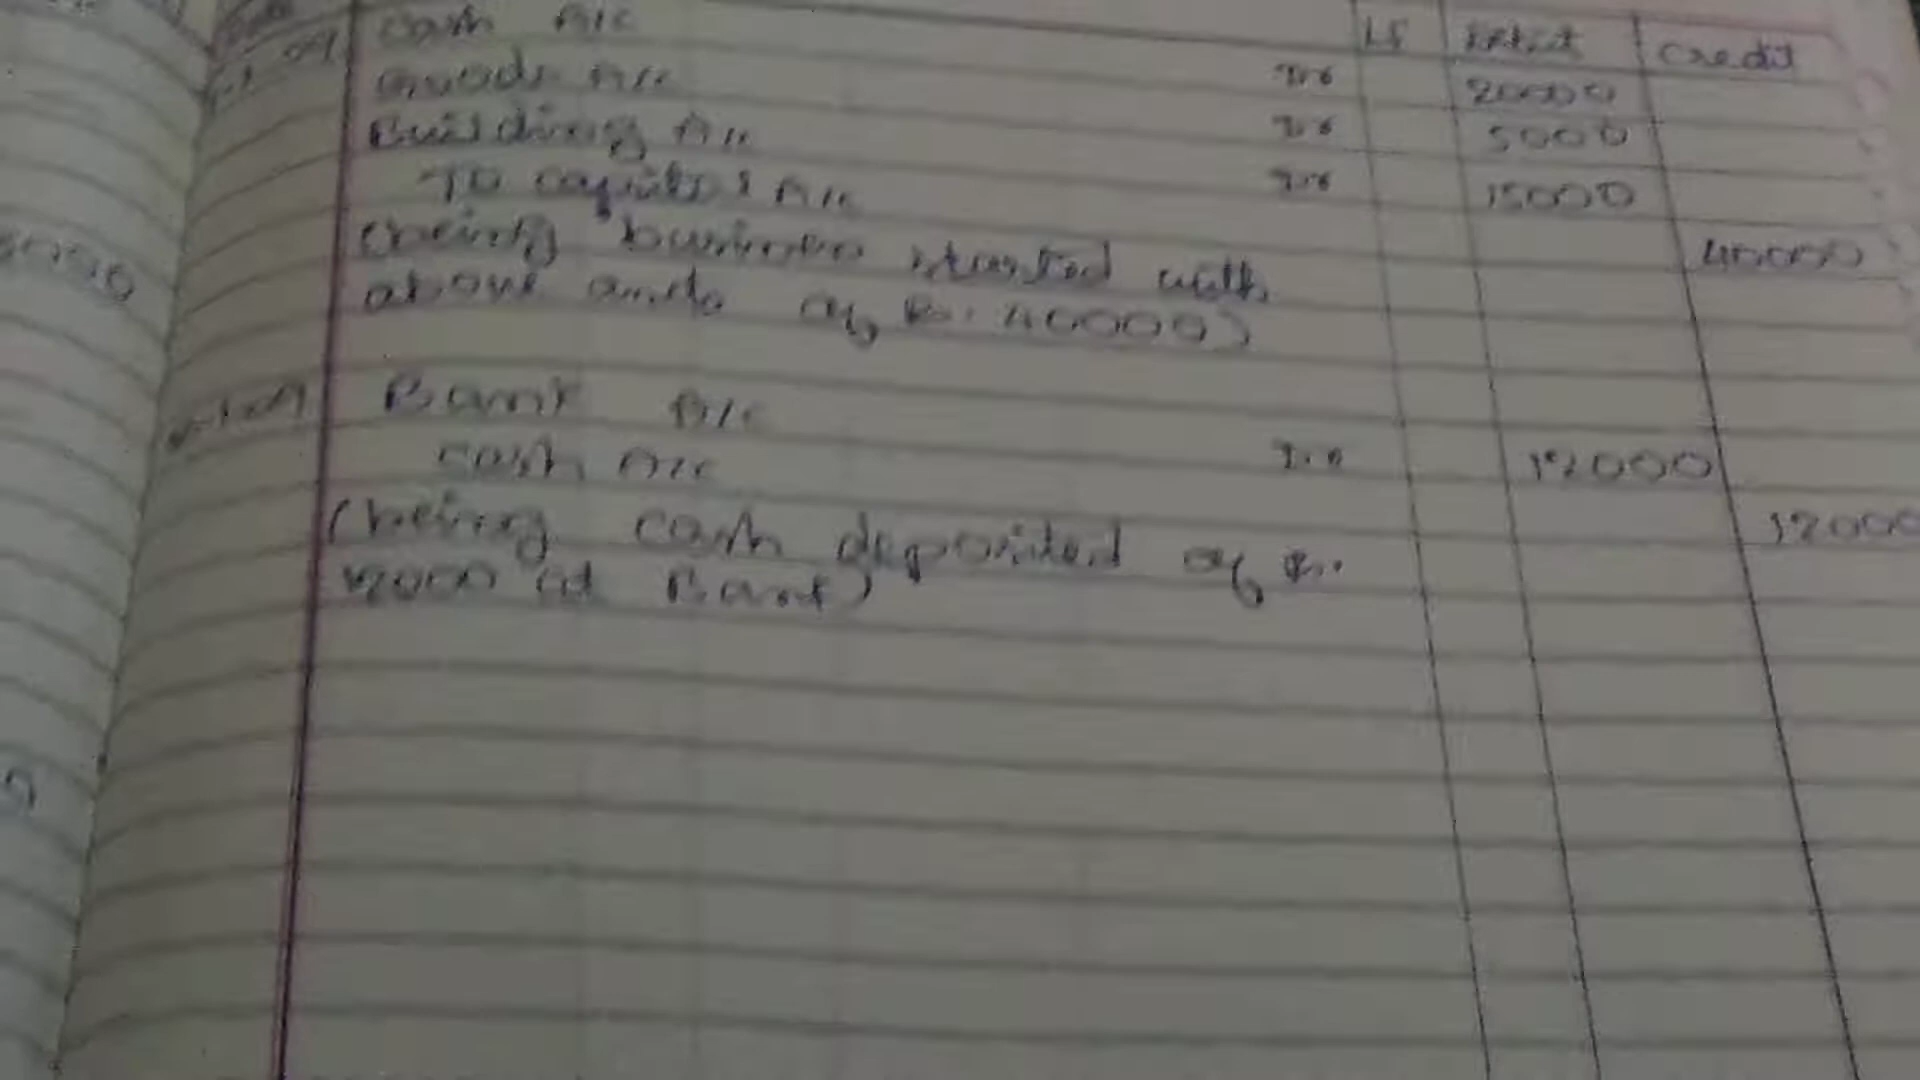 Cash A/c LF Debit Credit
Goods A/c Dr 20000
Building A/c Dr 5000
To capital A/c Dr 15000
(being business started with 40000
above of Rs. 40000)
Bank A/c
cash A/c Dr 12000
(being cash deposited of Rs. 12000
12000 at Bank)